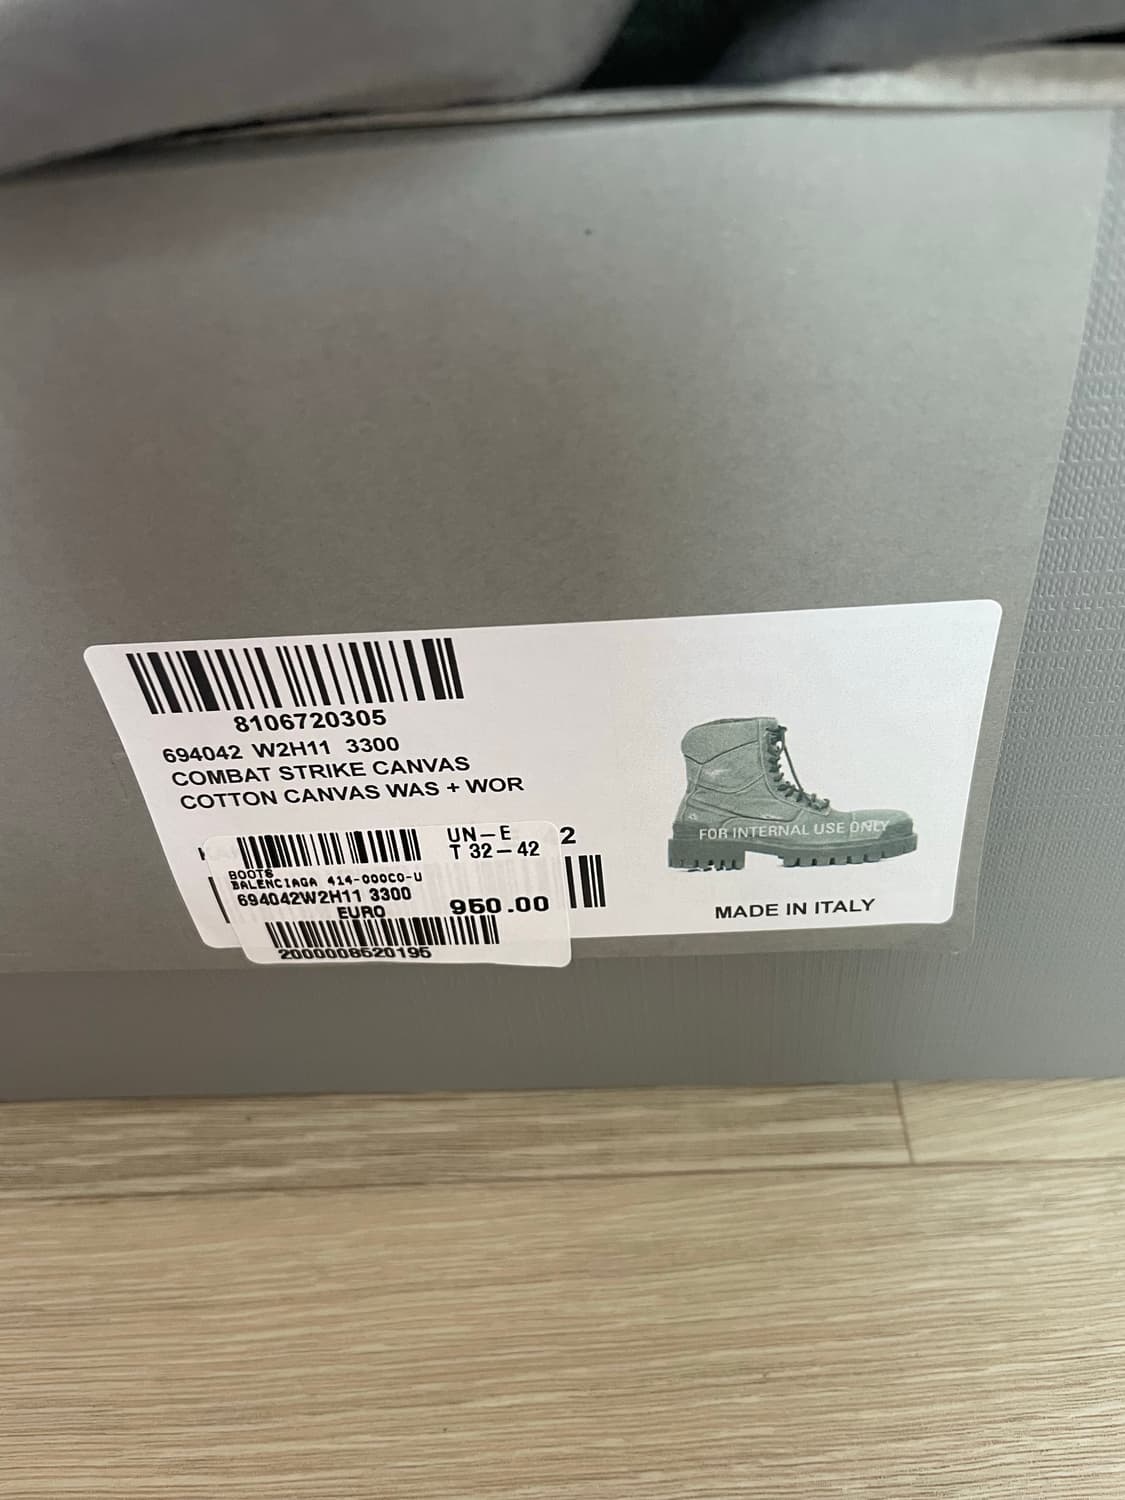 8106720305
694042 W2H11 3300
COMBAT STRIKE CANVAS
COTTON CANVAS WAS + WOR
2
UN-E
T 32-42
BOOTS
BALENCIAGA 414-000C0-U
694042W2H11 3300
EURO 950.00
2000008520195
FOR INTERNAL USE ONLY
MADE IN ITALY